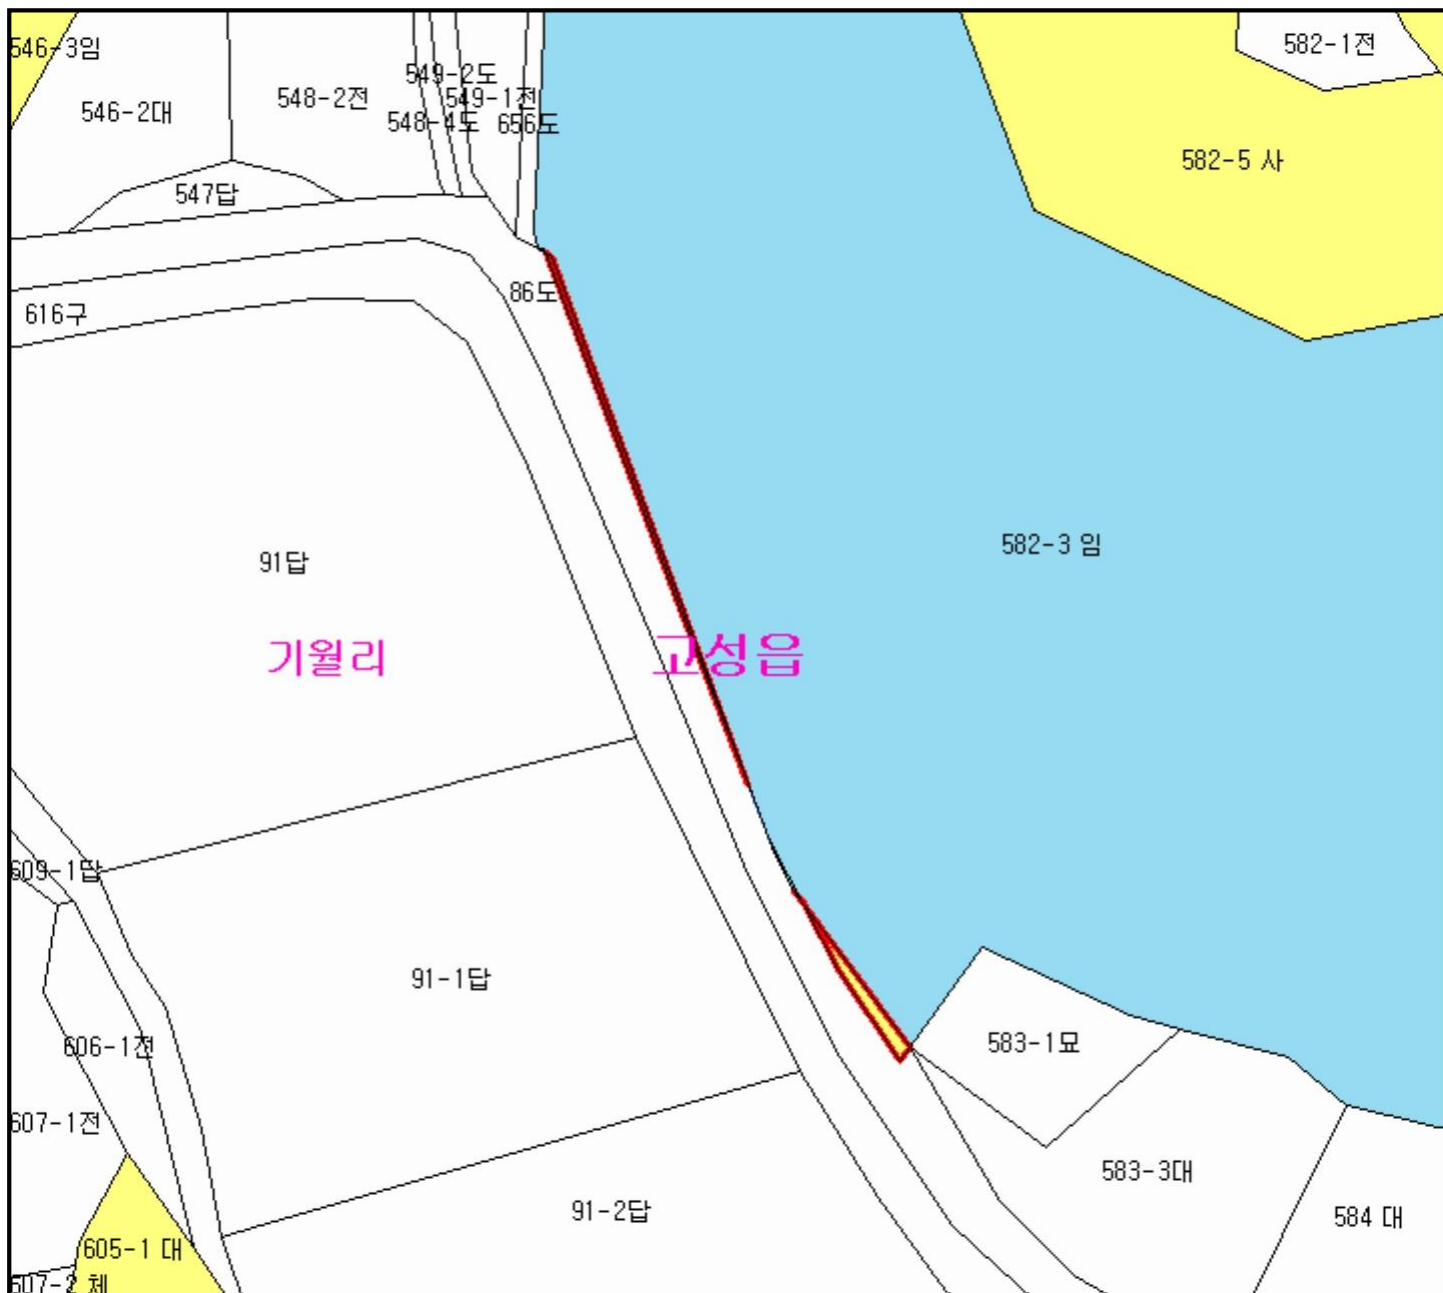 546-3임
582-1전
549-2도
548-2전
549-1전
546-2대
548-4도
656도
582-5 사
547답
86도
616구
582-3 임
91답
기월리
고성읍
609-1답
91-1답
583-1묘
606-1전
607-1전
583-3대
91-2답
584 대
605-1 대
607-2 체